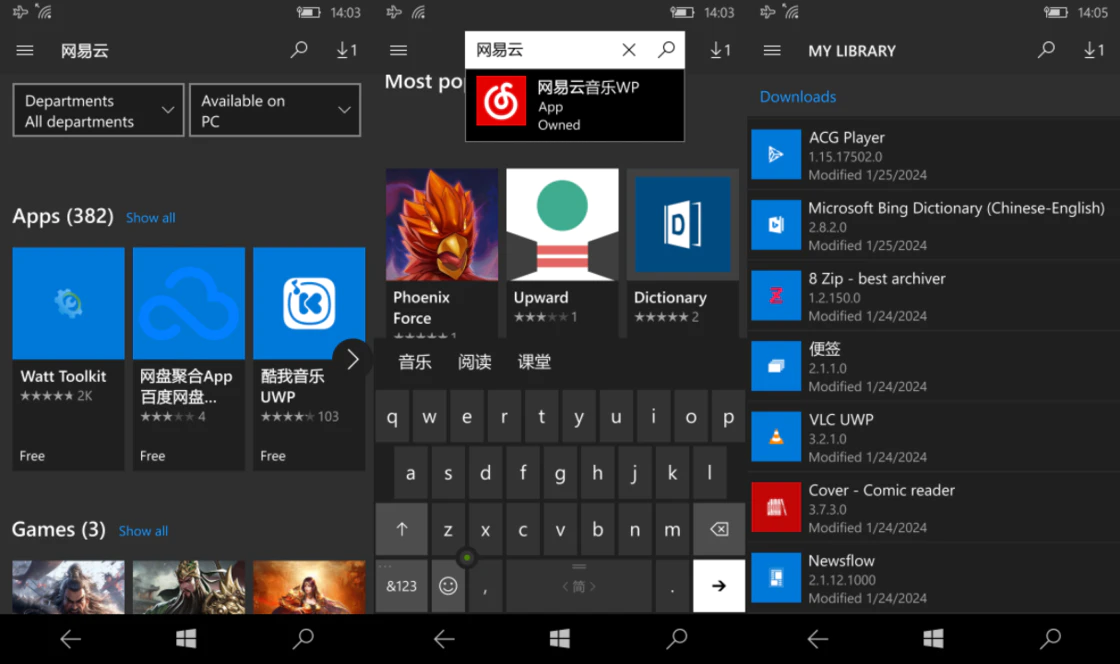 14:03
网易云
1
Departments
All departments
Available on
PC
Apps (382) Show all
Watt Toolkit
2K
Free
网盘聚合App
百度网盘...
4
Free
酷我音乐
UWP
103
Free
Games (3) Show all
14:03
网易云
1
Most po
网易云音乐WP
App
Owned
Phoenix
Force
1
Upward
1
Dictionary
2
音乐 阅读 课堂
q w e r t y u i o p
a s d f g h j k l
z x c v b n m
&123 , 〈简〉 .
14:05
MY LIBRARY
1
Downloads
ACG Player
1.15.17502.0
Modified 1/25/2024
Microsoft Bing Dictionary (Chinese-English)
2.8.2.0
Modified 1/25/2024
8 Zip - best archiver
1.2.150.0
Modified 1/24/2024
便签
2.1.1.0
Modified 1/24/2024
VLC UWP
3.2.1.0
Modified 1/24/2024
Cover - Comic reader
3.7.3.0
Modified 1/24/2024
Newsflow
2.1.12.1000
Modified 1/24/2024